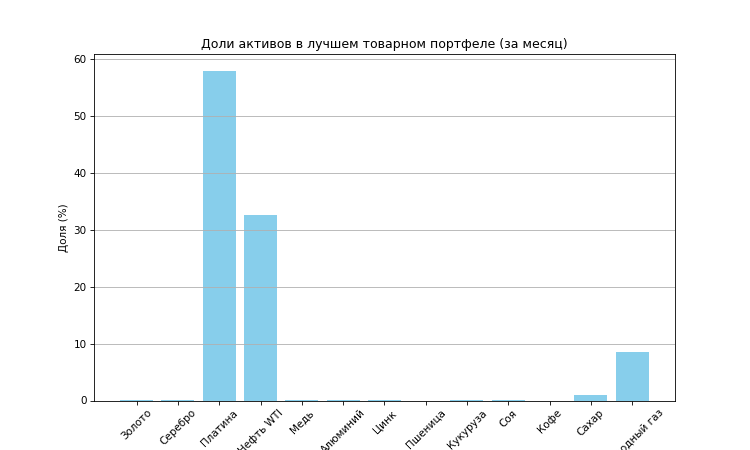 Доли активов в лучшем товарном портфеле (за месяц)
60
50
40
30
20
10
0
Доля (%)
Золото
Серебро
Платина
Нефть WTI
Медь
Алюминий
Цинк
Пшеница
Кукуруза
Соя
Кофе
Сахар
газ